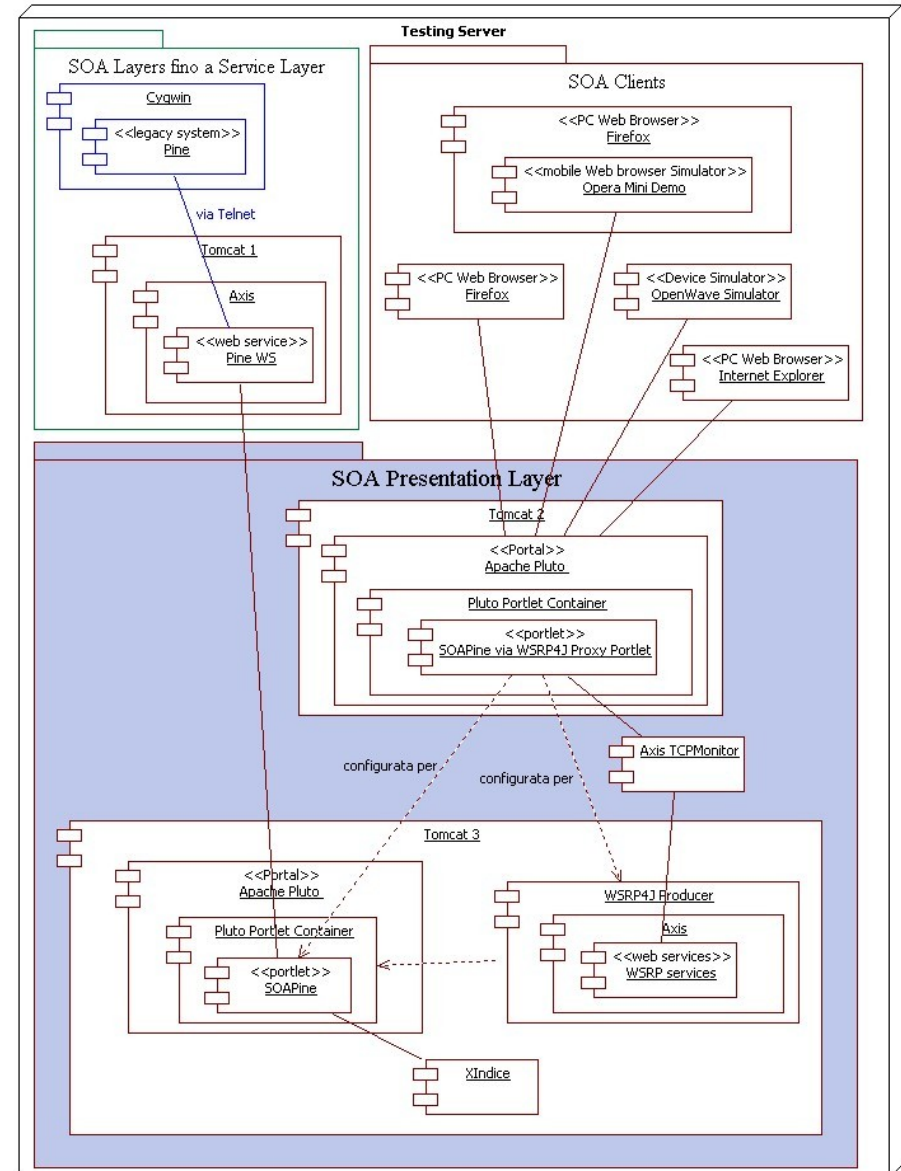 Testing Server
SOA Layers fino a Service Layer
Cygwin
<<legacy system>>
Pine
via Telnet
Tomcat 1
Axis
<<web service>>
Pine WS
SOA Clients
<<PC Web Browser>>
Firefox
<<mobile Web browser Simulator>>
Opera Mini Demo
<<PC Web Browser>>
Firefox
<<Device Simulator>>
OpenWave Simulator
<<PC Web Browser>>
Internet Explorer
SOA Presentation Layer
Tomcat 2
<<Portal>>
Apache Pluto
Pluto Portlet Container
<<portlet>>
SOAPine via WSRP4J Proxy Portlet
Axis TCPMonitor
configurata per
configurata per
Tomcat 3
<<Portal>>
Apache Pluto
Pluto Portlet Container
<<portlet>>
SOAPine
WSRP4J Producer
Axis
<<web services>>
WSRP services
XIndice